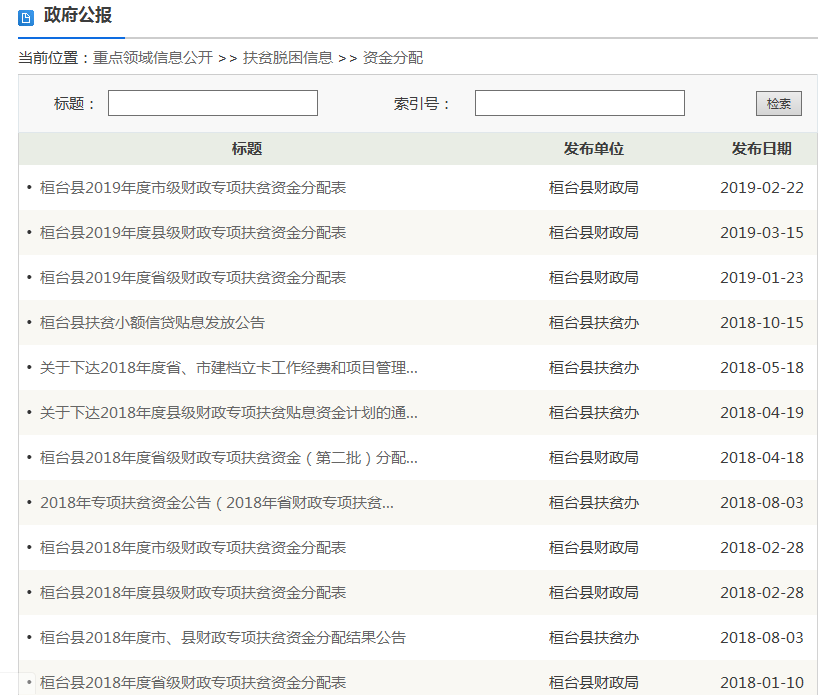 政府公报
当前位置：重点领域信息公开 >> 扶贫脱困信息 >> 资金分配
标题： 索引号： 检索
标题 发布单位 发布日期
• 桓台县2019年度市级财政专项扶贫资金分配表 桓台县财政局 2019-02-22
• 桓台县2019年度县级财政专项扶贫资金分配表 桓台县财政局 2019-03-15
• 桓台县2019年度省级财政专项扶贫资金分配表 桓台县财政局 2019-01-23
• 桓台县扶贫小额信贷贴息发放公告 桓台县扶贫办 2018-10-15
• 关于下达2018年度省、市建档立卡工作经费和项目管理... 桓台县扶贫办 2018-05-18
• 关于下达2018年度县级财政专项扶贫贴息资金计划的通... 桓台县扶贫办 2018-04-19
• 桓台县2018年度省级财政专项扶贫资金（第二批）分配... 桓台县财政局 2018-04-18
• 2018年专项扶贫资金公告（2018年省财政专项扶贫... 桓台县扶贫办 2018-08-03
• 桓台县2018年度市级财政专项扶贫资金分配表 桓台县财政局 2018-02-28
• 桓台县2018年度县级财政专项扶贫资金分配表 桓台县财政局 2018-02-28
• 桓台县2018年度市、县财政专项扶贫资金分配结果公告 桓台县扶贫办 2018-08-03
• 桓台县2018年度省级财政专项扶贫资金分配表 桓台县财政局 2018-01-10